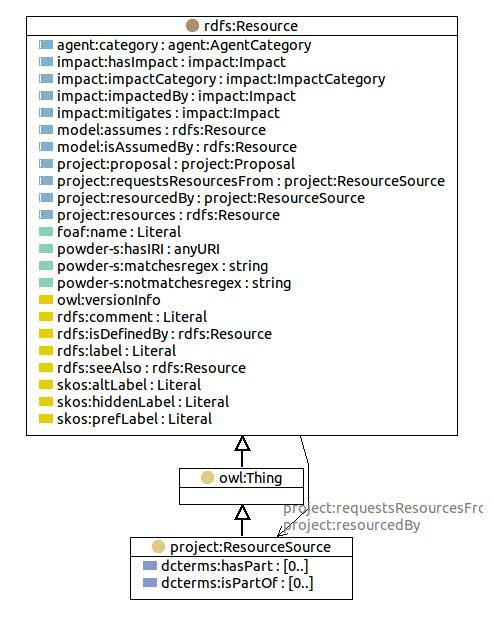 rdfs:Resource
agent:category : agent:AgentCategory
impact:hasImpact : impact:Impact
impact:impactCategory : impact:ImpactCategory
impact:impactedBy : impact:Impact
impact:mitigates : impact:Impact
model:assumes : rdfs:Resource
model:isAssumedBy : rdfs:Resource
project:proposal : project:Proposal
project:requestsResourcesFrom : project:ResourceSource
project:resourcedBy : project:ResourceSource
project:resources : rdfs:Resource
foaf:name : Literal
powder-s:hasIRI : anyURI
powder-s:matchesregex : string
powder-s:notmatchesregex : string
owl:versionInfo
rdfs:comment : Literal
rdfs:isDefinedBy : rdfs:Resource
rdfs:label : Literal
rdfs:seeAlso : rdfs:Resource
skos:altLabel : Literal
skos:hiddenLabel : Literal
skos:prefLabel : Literal
owl:Thing
project:requestsResourcesFro
project:resourcedBy
project:ResourceSource
dcterms:hasPart : [0..]
dcterms:isPartOf : [0..]